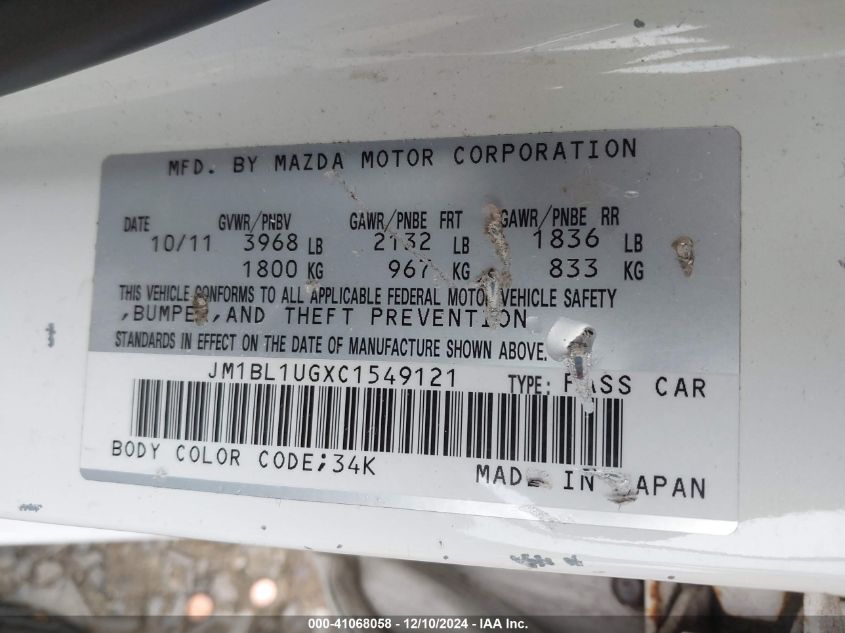 MFD. BY MAZDA MOTOR CORPORATION
DATE GVWR/PNBV GAWR/PNBE FRT GAWR/PNBE RR
10/11 3968 LB 2132 LB 1836 LB
1800 KG 967 KG 833 KG
THIS VEHICLE CONFORMS TO ALL APPLICABLE FEDERAL MOTOR VEHICLE SAFETY
,BUMPER,AND THEFT PREVENTION
STANDARDS IN EFFECT ON THE DATE OF MANUFACTURE SHOWN ABOVE.
JM1BL1UGXC1549121 TYPE: PASS CAR
BODY COLOR CODE;34K
MADE IN JAPAN
000-41068058 - 12/10/2024 - IAA Inc.